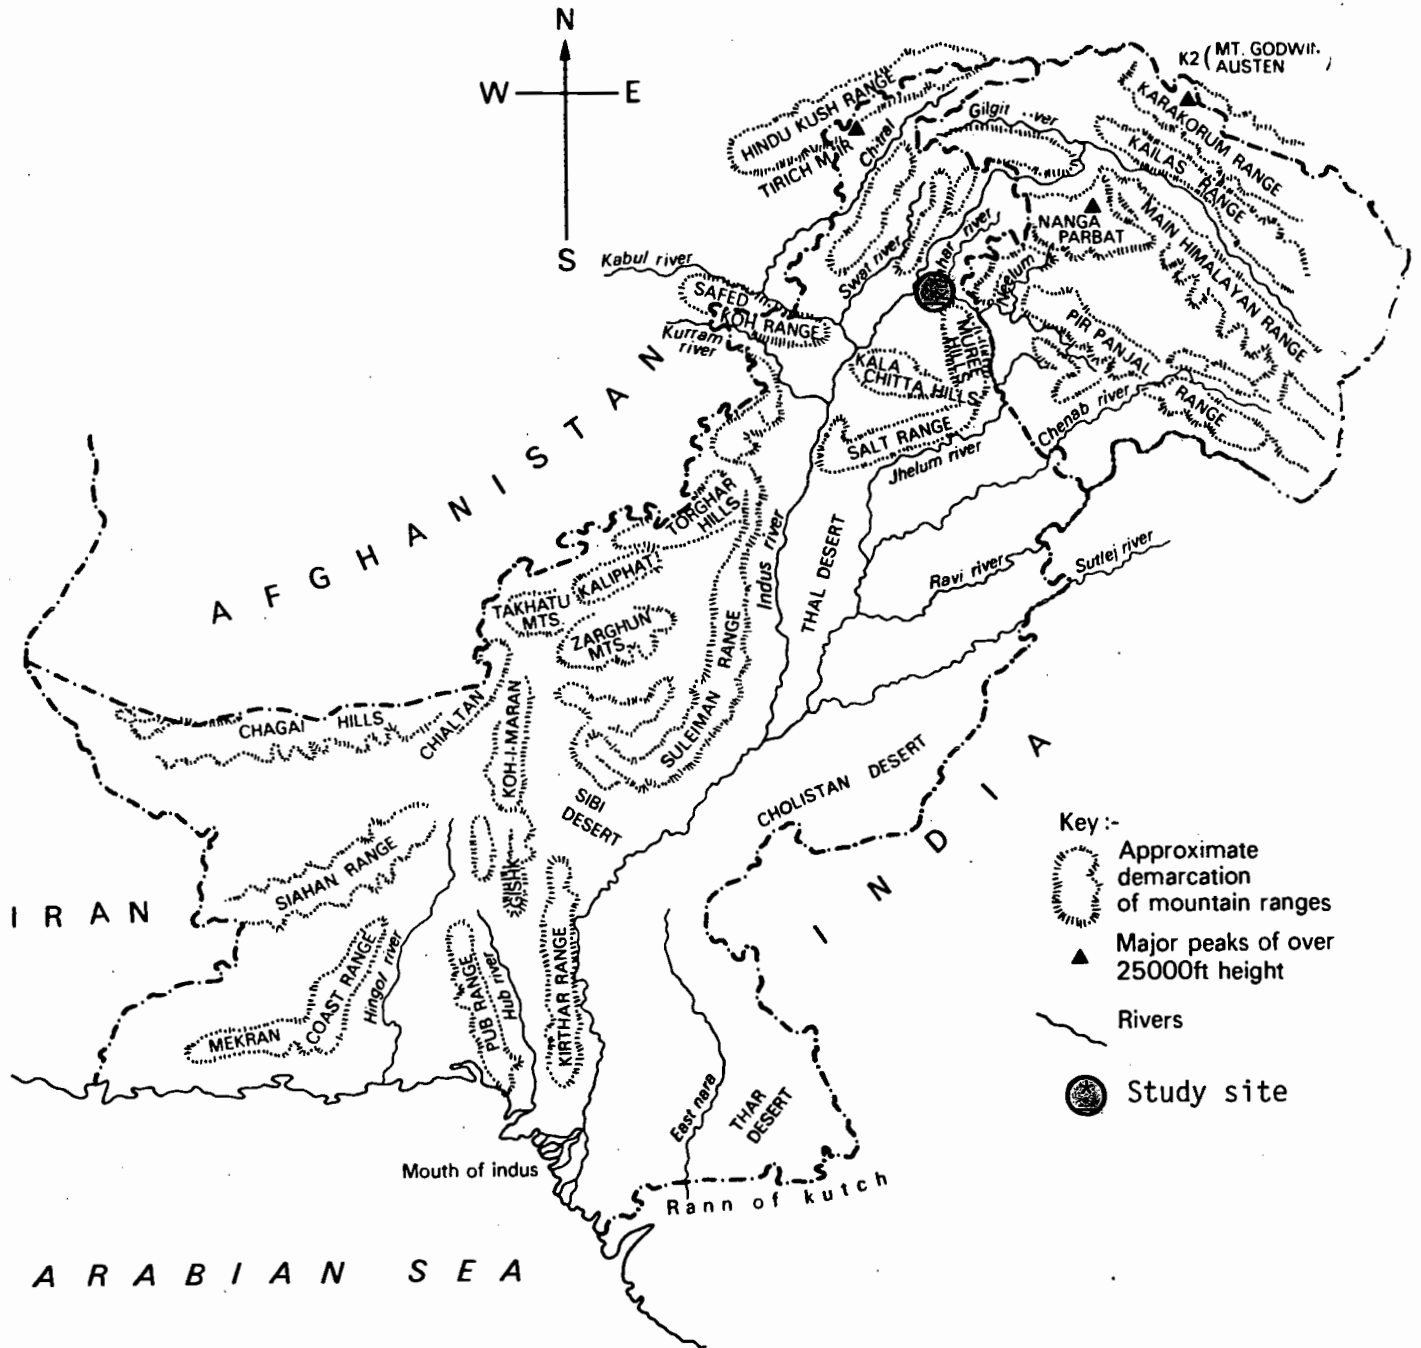 N
W E
S
K2 ( MT. GODWIN
AUSTEN )
HINDU KUSH RANGE
TIRICH MIR
Chitral
Gilgit
KARAKORUM RANGE
KAILAS RANGE
MAIN HIMALAYAN RANGE
NANGA
PARBAT
Kabul river
SAFED
KOH RANGE
Kurram
river
Swat river
river
Neelum
PIR PANJAL
RANGE
MUREE
HILLS
KALA
CHITTA HILLS
SALT RANGE
Jhelum river
Chenab river
AFGHANISTAN
TORGHAR
HILLS
Indus river
THAL DESERT
Ravi river
Sutlej river
KALIPHAT
TAKHATU
MTS.
ZARGHUN
MTS.
SULEIMAN RANGE
CHAGAI HILLS
CHIALTAN
KOH-I-MARAN
SIBI
DESERT
CHOLISTAN DESERT
INDIA
SIAHAN RANGE
GISHK
IRAN
Key :-
Approximate
demarcation
of mountain ranges
Major peaks of over
25000ft height
Rivers
Study site
MEKRAN
COAST RANGE
Hingol river
PUB RANGE
Hub river
KIRTHAR RANGE
East nara
THAR
DESERT
Mouth of indus
Rann of kutch
ARABIAN SEA